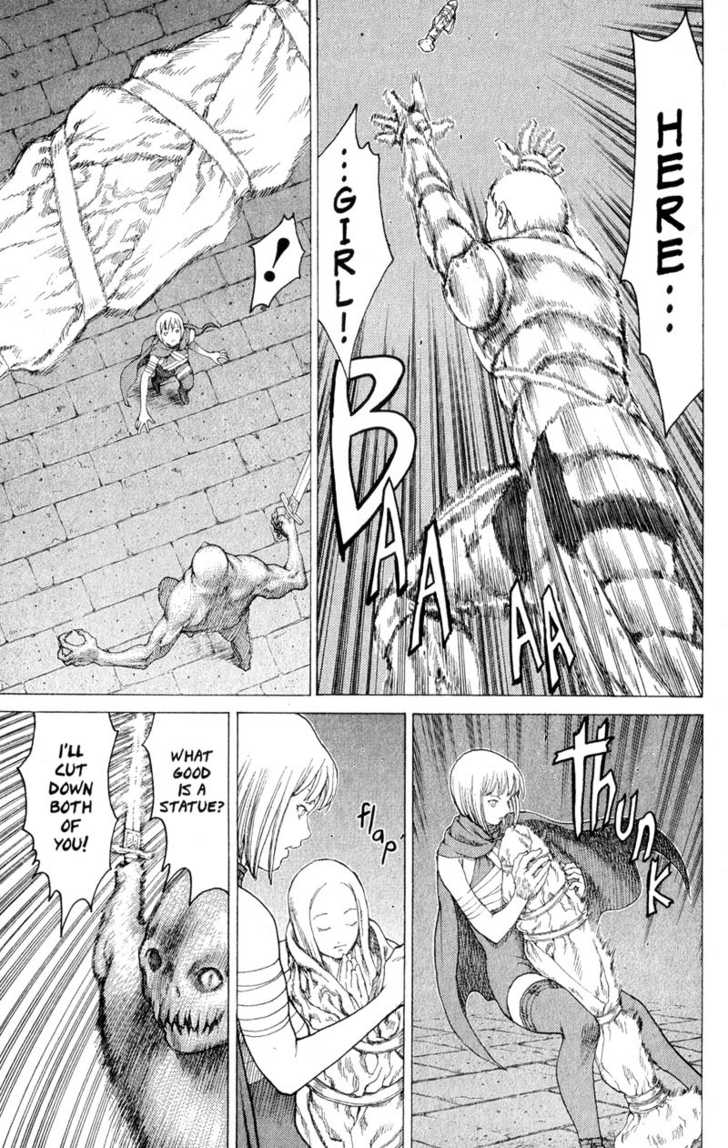 HERE...
...GIRL!
BAAAAA
!
THUNK
flap
WHAT
GOOD
IS A
STATUE?
I'LL
CUT
DOWN
BOTH
OF
YOU!